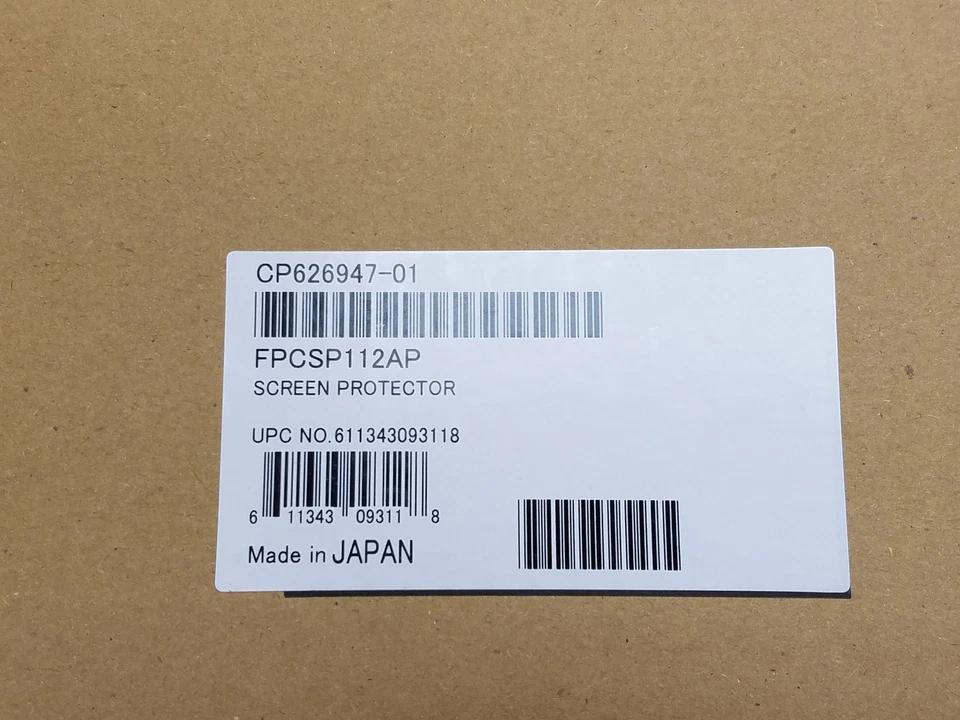 CP626947-01
FPCSP112AP
SCREEN PROTECTOR
UPC NO.611343093118
6 11343 09311 8
Made in JAPAN